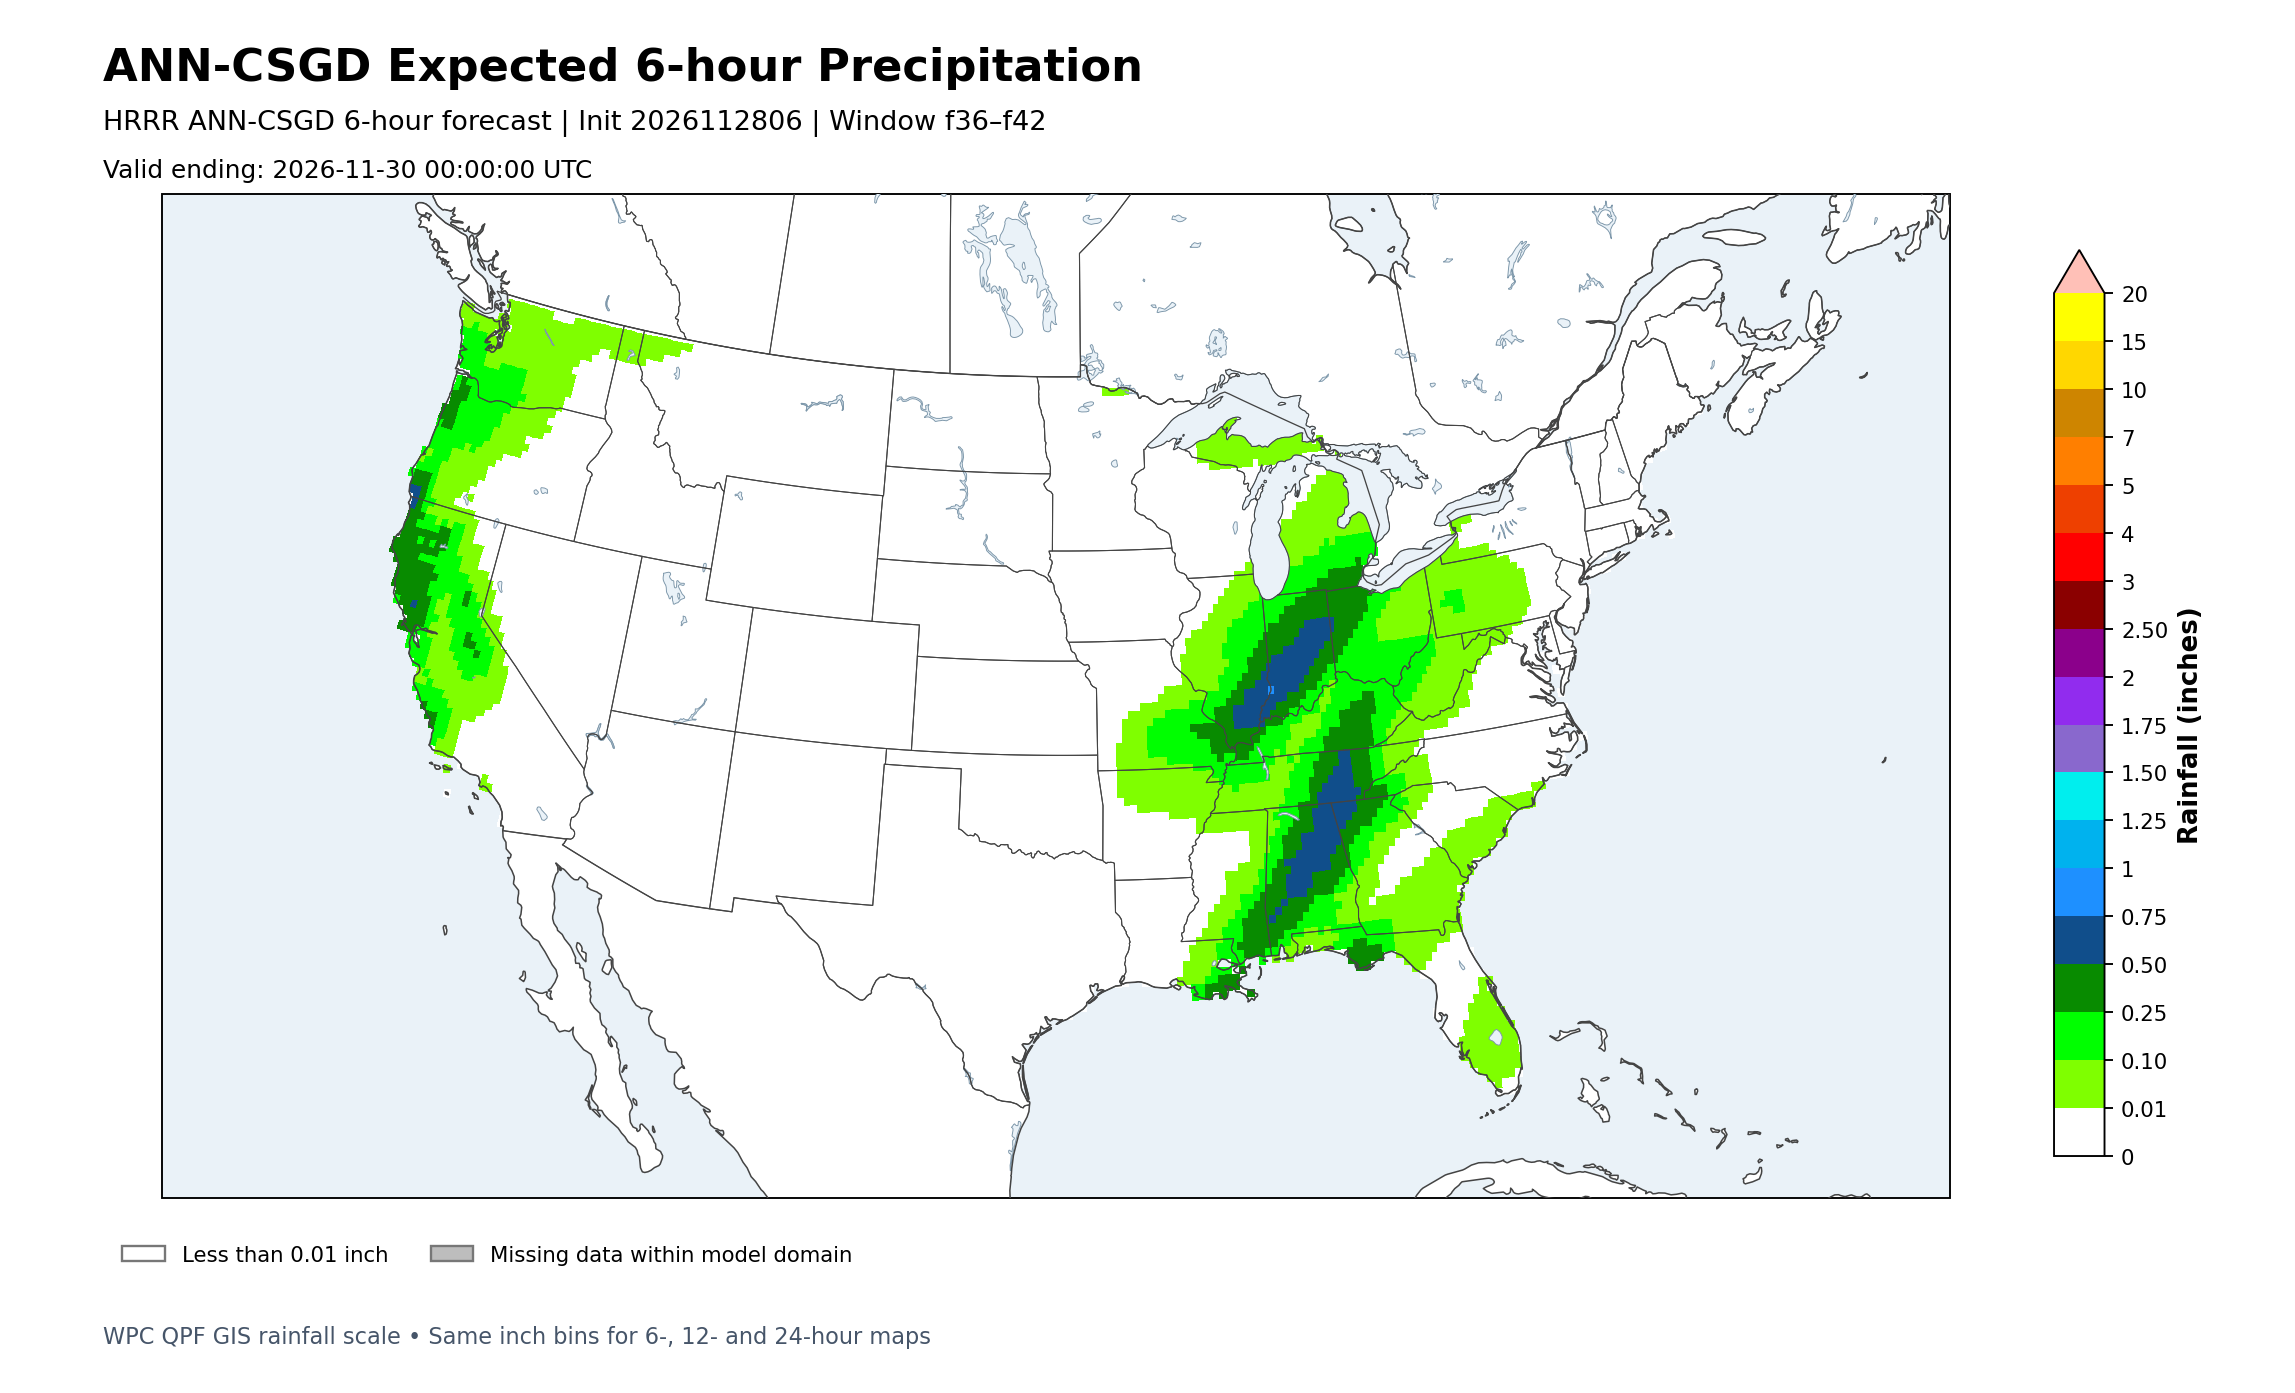 ANN-CSGD Expected 6-hour Precipitation
HRRR ANN-CSGD 6-hour forecast | Init 2026112806 | Window f36–f42
Valid ending: 2026-11-30 00:00:00 UTC
20
15
10
7
5
4
3
2.50
2
1.75
1.50
1.25
1
0.75
0.50
0.25
0.10
0.01
0
Rainfall (inches)
Less than 0.01 inch
Missing data within model domain
WPC QPF GIS rainfall scale • Same inch bins for 6-, 12- and 24-hour maps